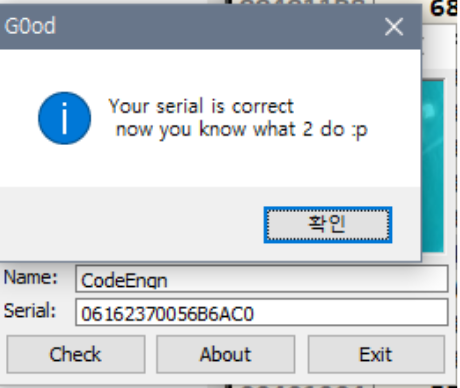 68
G0od
Your serial is correct
now you know what 2 do :p
확인
Name: CodeEngn
Serial: 06162370056B6AC0
Check About Exit